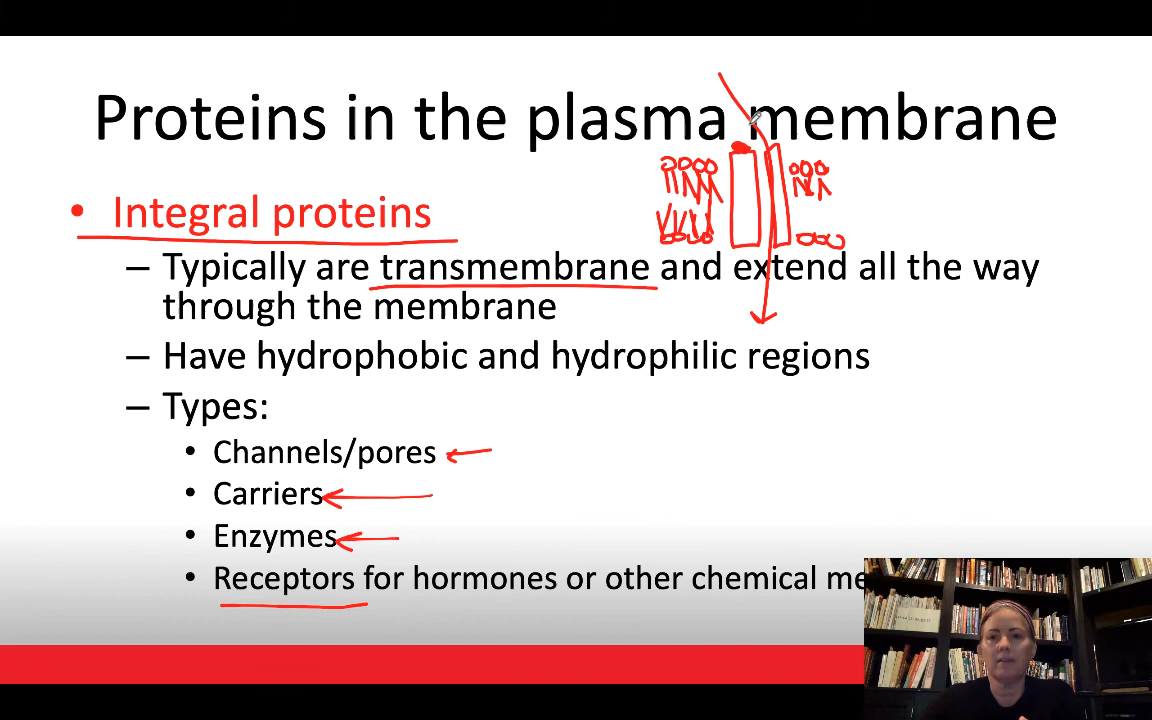 Proteins in the plasma membrane
• Integral proteins
– Typically are transmembrane and extend all the way
through the membrane
– Have hydrophobic and hydrophilic regions
– Types:
• Channels/pores
• Carriers
• Enzymes
• Receptors for hormones or other chemical me